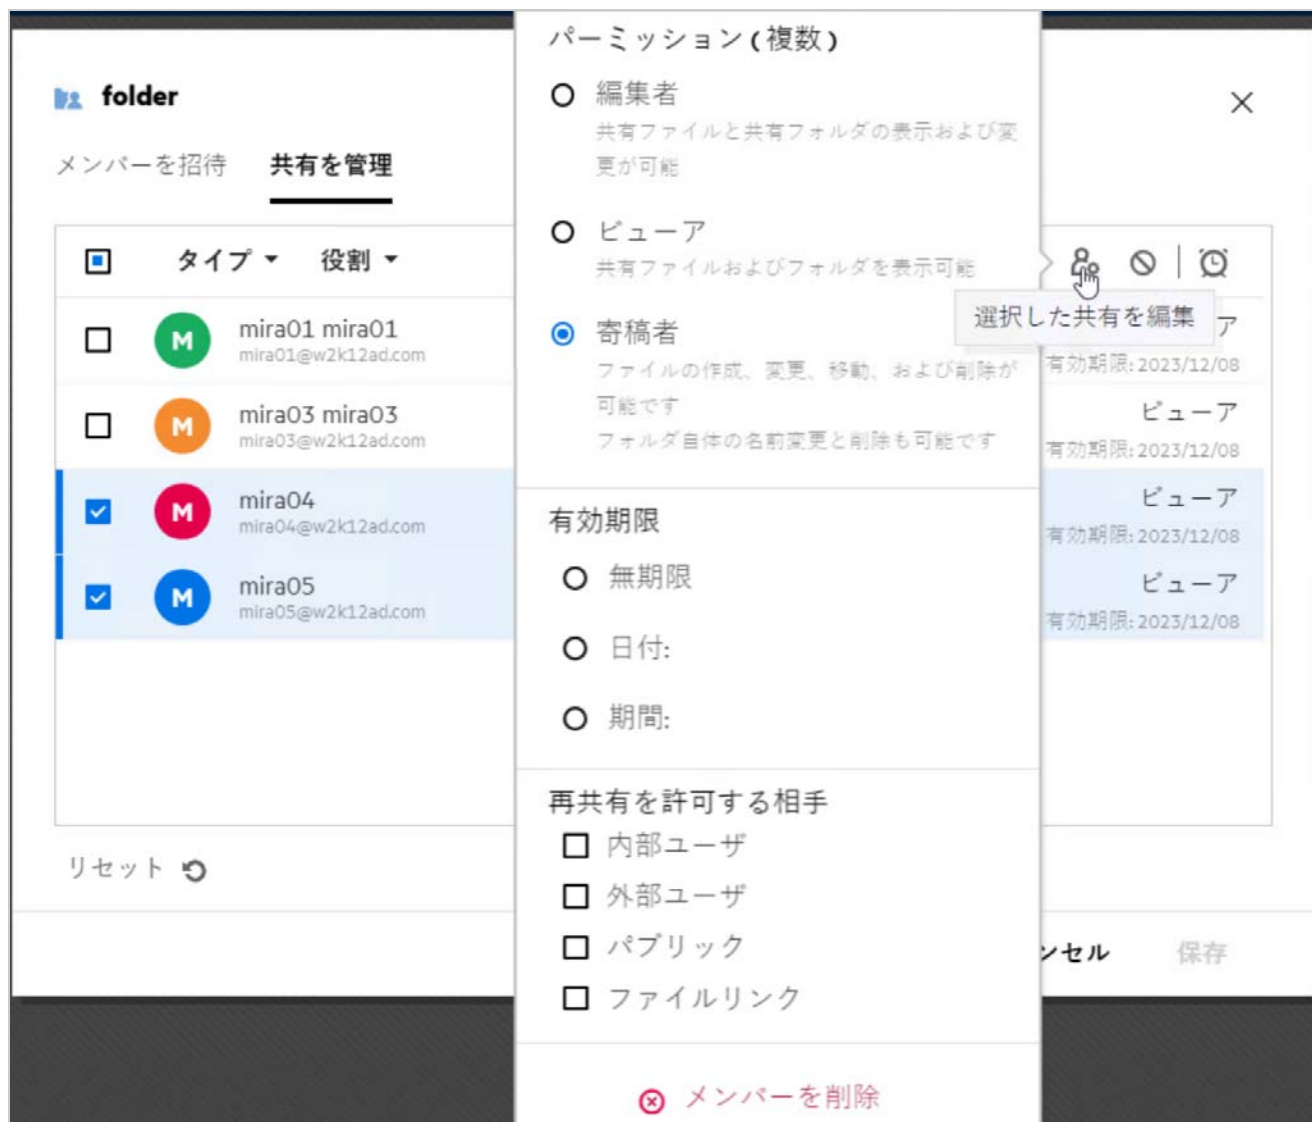 folder
メンバーを招待 共有を管理
タイプ 役割
M mira01 mira01
mira01@w2k12ad.com
M mira03 mira03
mira03@w2k12ad.com
M mira04
mira04@w2k12ad.com
M mira05
mira05@w2k12ad.com
リセット
パーミッション(複数)
編集者
共有ファイルと共有フォルダの表示および変
更が可能
ビューア
共有ファイルおよびフォルダを表示可能
寄稿者
ファイルの作成、変更、移動、および削除が
可能です
フォルダ自体の名前変更と削除も可能です
有効期限
無期限
日付:
期間:
再共有を許可する相手
内部ユーザ
外部ユーザ
パブリック
ファイルリンク
メンバーを削除
選択した共有を編集
ア
有効期限: 2023/12/08
ビューア
有効期限: 2023/12/08
ビューア
有効期限: 2023/12/08
ビューア
有効期限: 2023/12/08
ンセル 保存